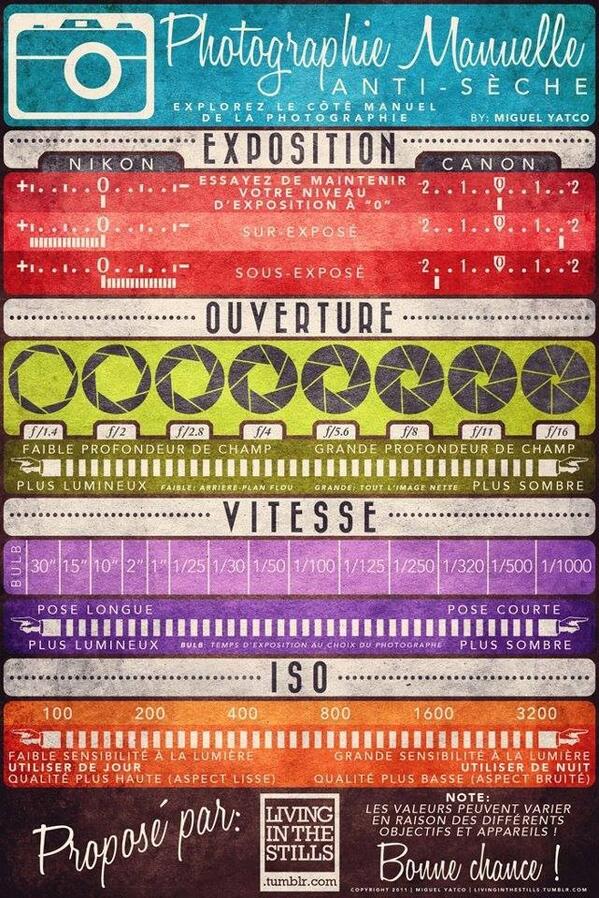 Photographie Manuelle
ANTI-SÈCHE
EXPLOREZ LE CÔTÉ MANUEL
DE LA PHOTOGRAPHIE
BY: MIGUEL YATCO
EXPOSITION
NIKON
CANON
+ı....0....ı-
ESSAYEZ DE MAINTENIR
VOTRE NIVEAU
D'EXPOSITION À "0"
-2..1..0..1..+2
+ı....0....ı-
SUR-EXPOSÉ
-2..1..0..1..+2
+ı....0....ı-
SOUS-EXPOSÉ
-2..1..0..1..+2
OUVERTURE
f/1.4 f/2 f/2.8 f/4 f/5.6 f/8 f/11 f/16
FAIBLE PROFONDEUR DE CHAMP GRANDE PROFONDEUR DE CHAMP
PLUS LUMINEUX FAIBLE: ARRIERE-PLAN FLOU GRANDE: TOUT L'IMAGE NETTE PLUS SOMBRE
VITESSE
BULB 30" 15" 10" 2" 1" 1/25 1/30 1/50 1/100 1/125 1/250 1/320 1/500 1/1000
POSE LONGUE POSE COURTE
PLUS LUMINEUX BULB TEMPS D'EXPOSITION AU CHOIX DU PHOTOGRAPHE PLUS SOMBRE
ISO
100 200 400 800 1600 3200
FAIBLE SENSIBILITÉ À LA LUMIÈRE GRANDE SENSIBILITÉ À LA LUMIÈRE
UTILISER DE JOUR UTILISER DE NUIT
QUALITÉ PLUS HAUTE (ASPECT LISSE) QUALITÉ PLUS BASSE (ASPECT BRUITÉ)
Proposé par:
LIVING
IN THE
STILLS
.tumblr.com
NOTE:
LES VALEURS PEUVENT VARIER
EN RAISON DES DIFFÉRENTS
OBJECTIFS ET APPAREILS !
Bonne chance !
COPYRIGHT 2011 | MIGUEL YATCO | LIVINGINTHESTILLS.TUMBLR.COM